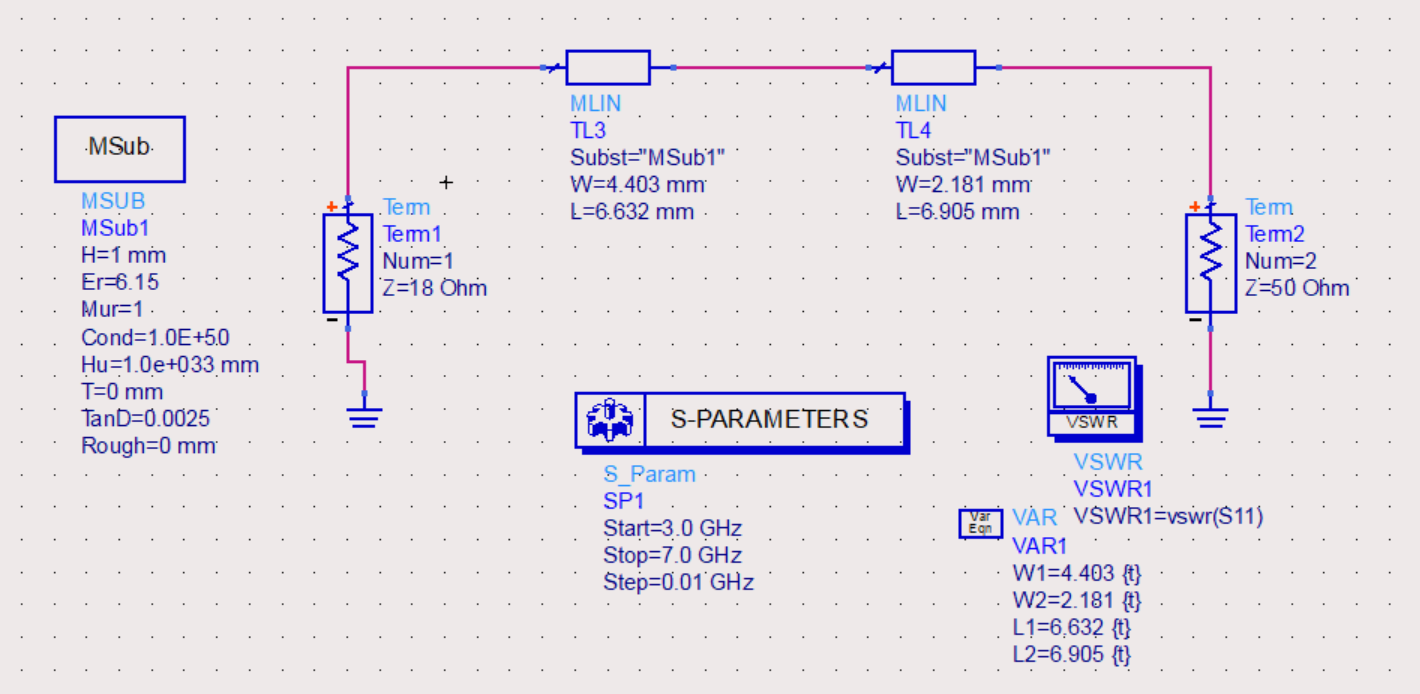 MSub
MSUB
MSub1
H=1 mm
Er=6.15
Mur=1
Cond=1.0E+50
Hu=1.0e+033 mm
T=0 mm
TanD=0.0025
Rough=0 mm
+
Term
Term1
Num=1
Z=18 Ohm
-
MLIN
TL3
Subst="MSub1"
W=4.403 mm
L=6.632 mm
MLIN
TL4
Subst="MSub1"
W=2.181 mm
L=6.905 mm
+
Term
Term2
Num=2
Z=50 Ohm
-
S-PARAMETERS
S_Param
SP1
Start=3.0 GHz
Stop=7.0 GHz
Step=0.01 GHz
VSWR
VSWR
VSWR1
VSWR1=vswr(S11)
Var
Eqn
VAR
VAR1
W1=4.403 {t}
W2=2.181 {t}
L1=6.632 {t}
L2=6.905 {t}